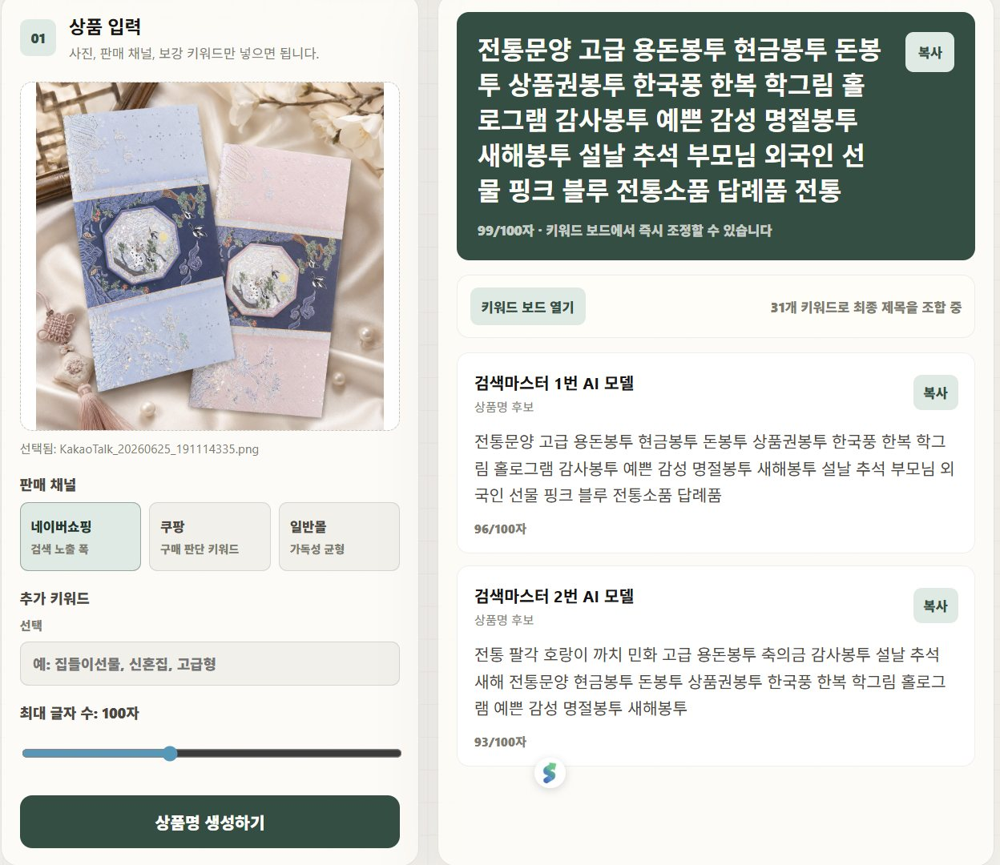 01
상품 입력
사진, 판매 채널, 보강 키워드만 넣으면 됩니다.
선택됨: KakaoTalk_20260625_191114335.png
판매 채널
네이버쇼핑
검색 노출 폭
쿠팡
구매 판단 키워드
일반몰
가독성 균형
추가 키워드
선택
예: 집들이선물, 신혼집, 고급형
최대 글자 수: 100자
상품명 생성하기
전통문양 고급 용돈봉투 현금봉투 돈봉
투 상품권봉투 한국풍 한복 학그림 홀
로그램 감사봉투 예쁜 감성 명절봉투
새해봉투 설날 추석 부모님 외국인 선
물 핑크 블루 전통소품 답례품 전통
복사
99/100자 · 키워드 보드에서 즉시 조정할 수 있습니다
키워드 보드 열기
31개 키워드로 최종 제목을 조합 중
검색마스터 1번 AI 모델
상품명 후보
복사
전통문양 고급 용돈봉투 현금봉투 돈봉투 상품권봉투 한국풍 한복 학그
림 홀로그램 감사봉투 예쁜 감성 명절봉투 새해봉투 설날 추석 부모님 외
국인 선물 핑크 블루 전통소품 답례품
96/100자
검색마스터 2번 AI 모델
상품명 후보
복사
전통 팔각 호랑이 까치 민화 고급 용돈봉투 축의금 감사봉투 설날 추석
새해 전통문양 현금봉투 돈봉투 상품권봉투 한국풍 한복 학그림 홀로그
램 예쁜 감성 명절봉투 새해봉투
93/100자